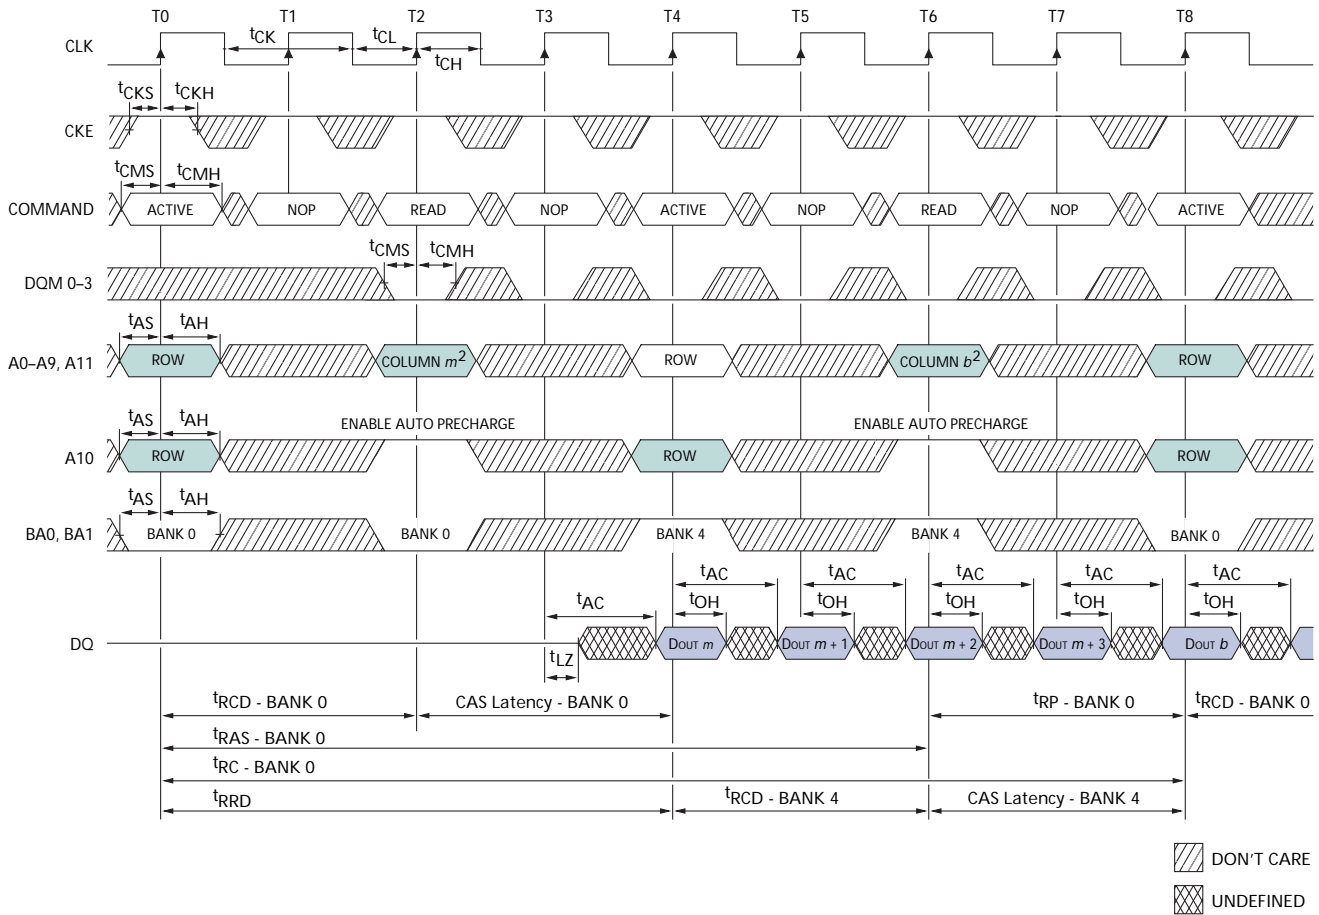 T0 T1 T2 T3 T4 T5 T6 T7 T8
CLK tCK tCL tCH
tCKS tCKH
CKE
tCMS tCMH
COMMAND ACTIVE NOP READ NOP ACTIVE NOP READ NOP ACTIVE
tCMS tCMH
DQM 0–3
tAS tAH
A0–A9, A11 ROW COLUMN m2 ROW COLUMN b2 ROW
tAS tAH ENABLE AUTO PRECHARGE ENABLE AUTO PRECHARGE
A10 ROW ROW ROW
tAS tAH
BA0, BA1 BANK 0 BANK 0 BANK 4 BANK 4 BANK 0
tAC tAC tAC tAC tAC
tAC tOH tOH tOH tOH tOH
DQ DOUT m DOUT m + 1 DOUT m + 2 DOUT m + 3 DOUT b
tLZ
tRCD - BANK 0 CAS Latency - BANK 0 tRP - BANK 0 tRCD - BANK 0
tRAS - BANK 0
tRC - BANK 0
tRRD tRCD - BANK 4 CAS Latency - BANK 4
DON'T CARE
UNDEFINED